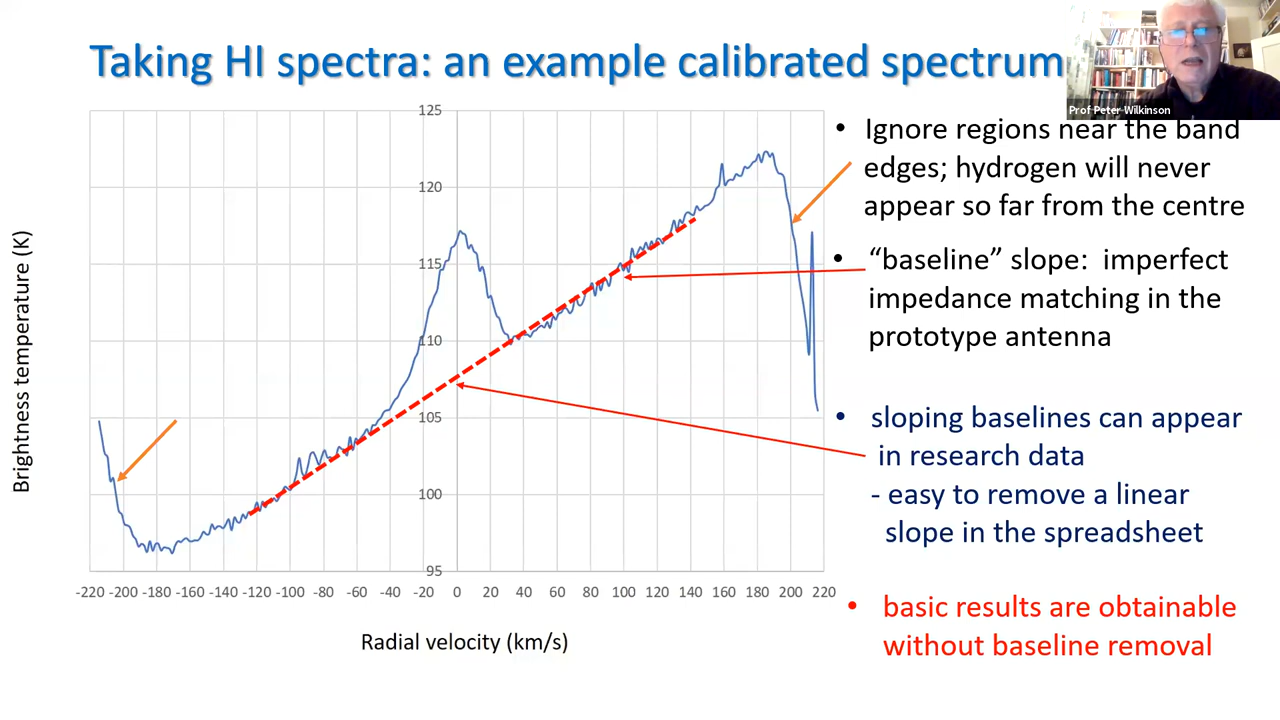 Taking HI spectra: an example calibrated spectrum
Prof Peter Wilkinson
125
120
115
110
105
100
95
Brightness temperature (K)
-220 -200 -180 -160 -140 -120 -100 -80 -60 -40 -20 0 20 40 60 80 100 120 140 160 180 200 220
Radial velocity (km/s)
• Ignore regions near the band
edges; hydrogen will never
appear so far from the centre
• “baseline” slope: imperfect
impedance matching in the
prototype antenna
• sloping baselines can appear
in research data
- easy to remove a linear
slope in the spreadsheet
• basic results are obtainable
without baseline removal